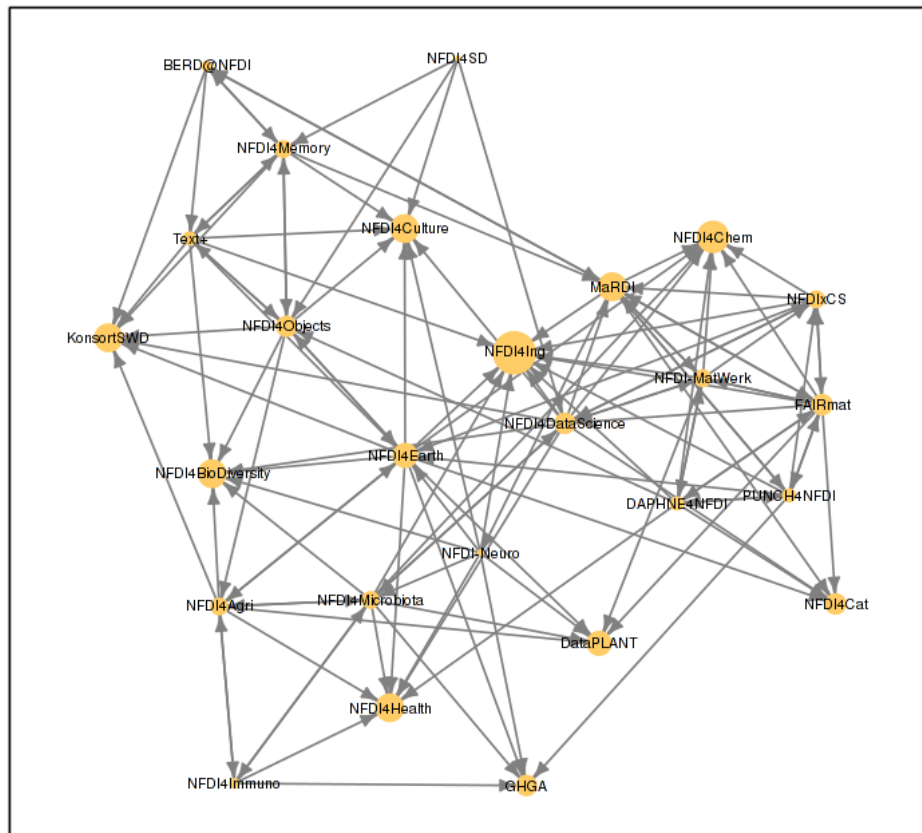 NFDI4SD
BERD@NFDI
NFDI4Memory
NFDI4Culture
Text+
NFDI4Chem
MaRDI
NFDIxCS
NFDI4Objects
KonsortSWD
NFDI4Ing
NFDI-MatWerk
FAIRmat
NFDI4DataScience
NFDI4Earth
NFDI4BioDiversity
PUNCH4NFDI
DAPHNE4NFDI
NFDI-Neuro
NFDI4Microbiota
NFDI4Agri
NFDI4Cat
DataPLANT
NFDI4Health
NFDI4Immuno
GHGA